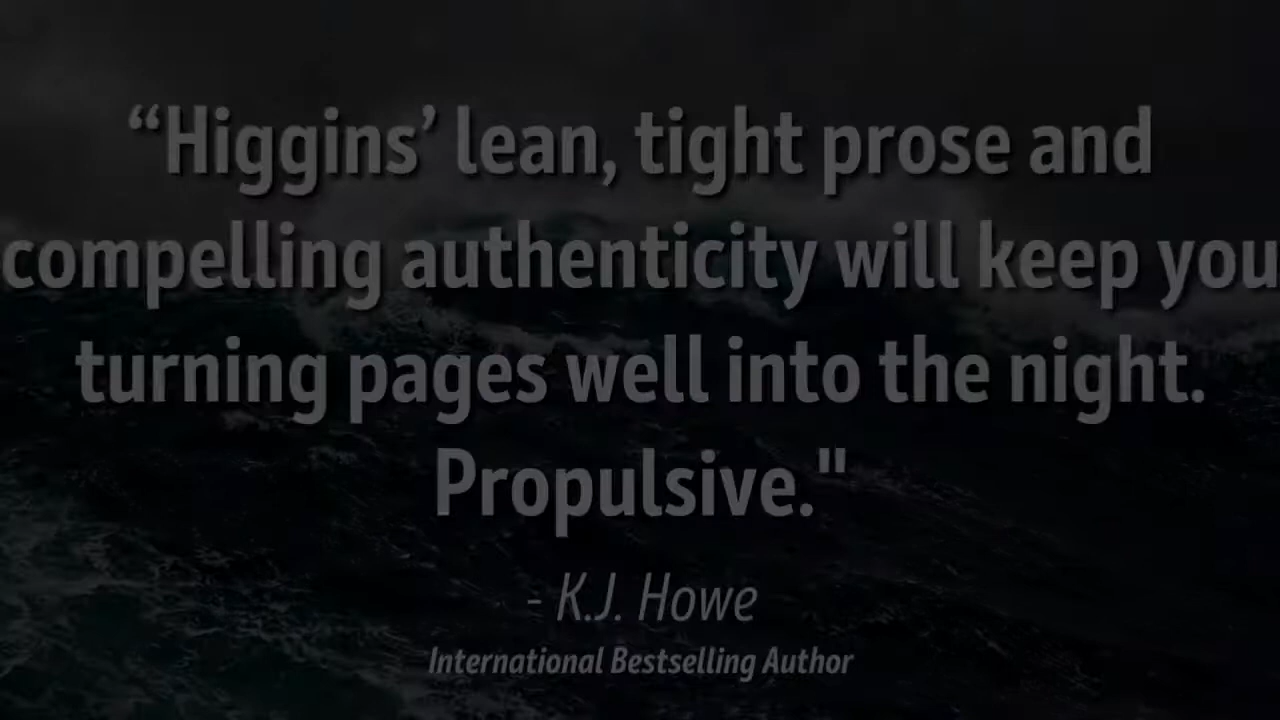 “Higgins’ lean, tight prose and
compelling authenticity will keep you
turning pages well into the night.
Propulsive."
- K.J. Howe
International Bestselling Author